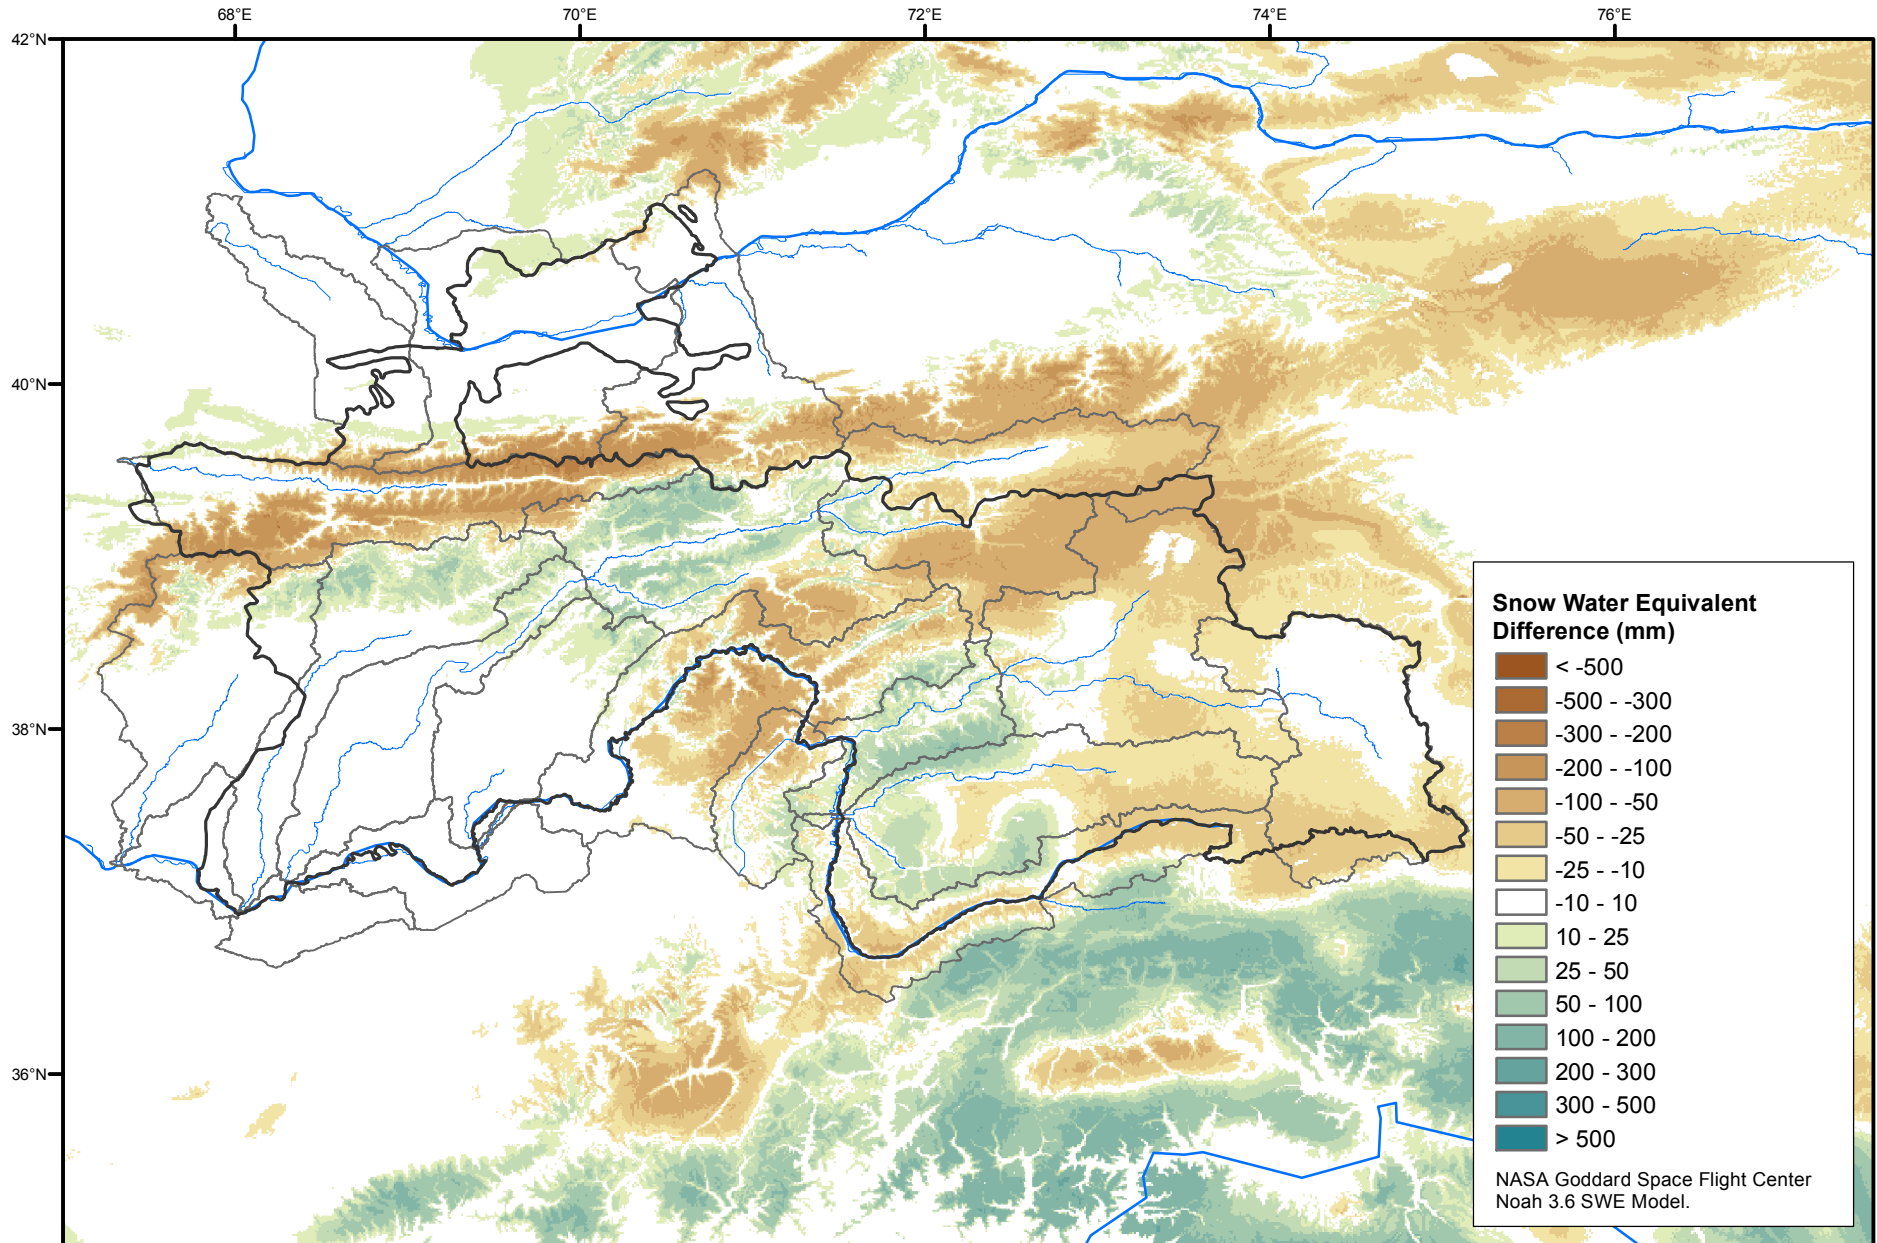 68°E
70°E
72°E
74°E
76°E
42°N
40°N
38°N
36°N
Snow Water Equivalent
Difference (mm)
< -500
-500 - -300
-300 - -200
-200 - -100
-100 - -50
-50 - -25
-25 - -10
-10 - 10
10 - 25
25 - 50
50 - 100
100 - 200
200 - 300
300 - 500
> 500
NASA Goddard Space Flight Center
Noah 3.6 SWE Model.